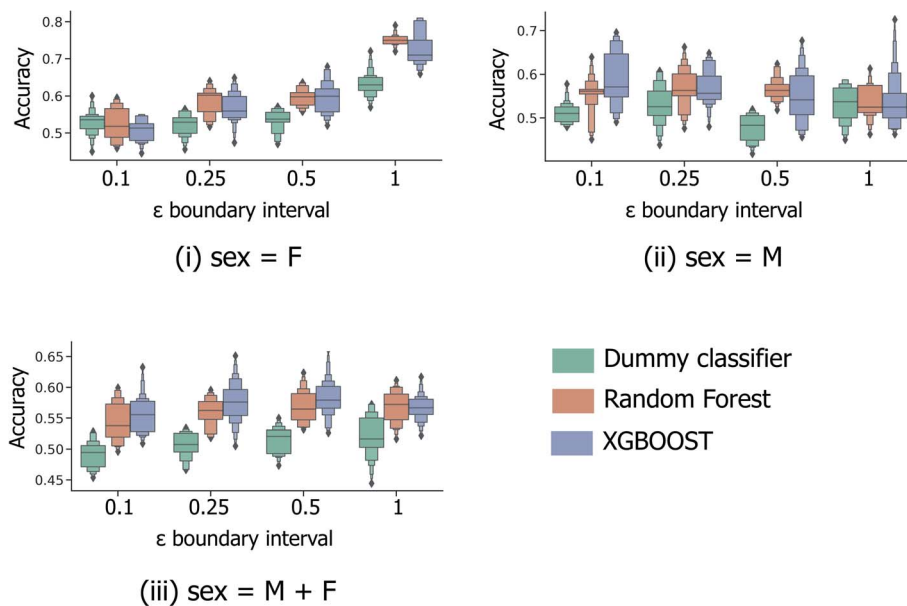 Accuracy
0.8
0.7
0.6
0.5
0.1 0.25 0.5 1
ε boundary interval
(i) sex = F
Accuracy
0.7
0.6
0.5
0.1 0.25 0.5 1
ε boundary interval
(ii) sex = M
Accuracy
0.65
0.60
0.55
0.50
0.45
0.1 0.25 0.5 1
ε boundary interval
(iii) sex = M + F
Dummy classifier
Random Forest
XGBOOST